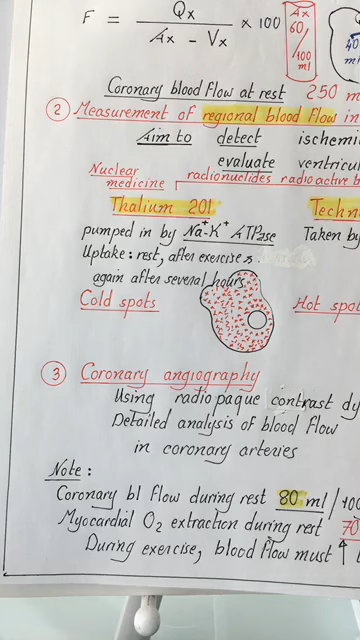 F = Qx / Ax - Vx x 100
Ax
60/100
ml
40
Coronary blood flow at rest 250 m
② Measurement of regional blood flow in
Aim to detect ischemi
evaluate ventricul
Nuclear medicine radionuclides radioactive
Thalium 201 Techn
pumped in by Na+-K+ ATPase Taken by
Uptake: rest, after exercise &
again after several hours
Cold spots Hot spo
③ Coronary angiography
Using radiopaque contrast dy
Detailed analysis of blood flow
in coronary arteries
Note:
Coronary bl flow during rest 80 ml/100
Myocardial O2 extraction during rest 70
During exercise, blood flow must ↑